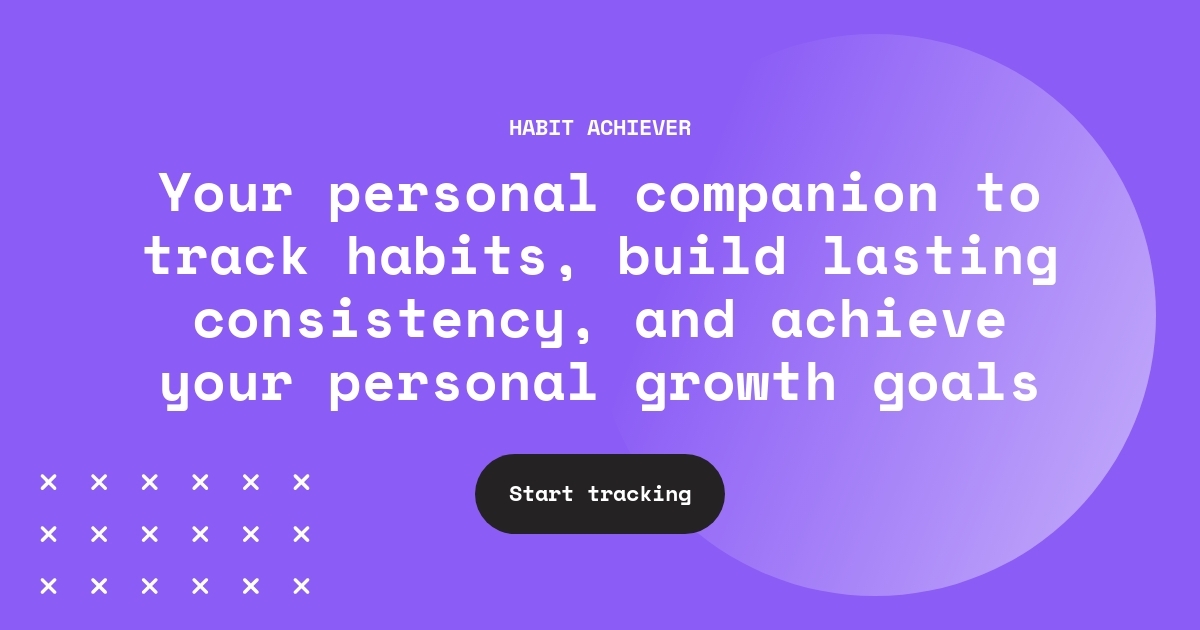 HABIT ACHIEVER
Your personal companion to
track habits, build lasting
consistency, and achieve
your personal growth goals
Start tracking